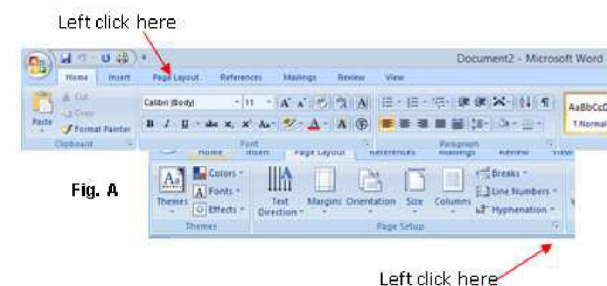 Left click here
Document2 - Microsoft Word
Home Insert Page Layout References Mailings Review View
Cut
Copy
Paste
Format Painter
Calibri (Body) 11
AaBbCcD
1 Normal
Clipboard Font Paragraph
Home Insert Page Layout References Mailings Review View
Fig. A
Colors
Fonts
Effects
Themes
Text Direction Margins Orientation Size Columns
Breaks
Line Numbers
Hyphenation
Themes Page Setup
Left click here